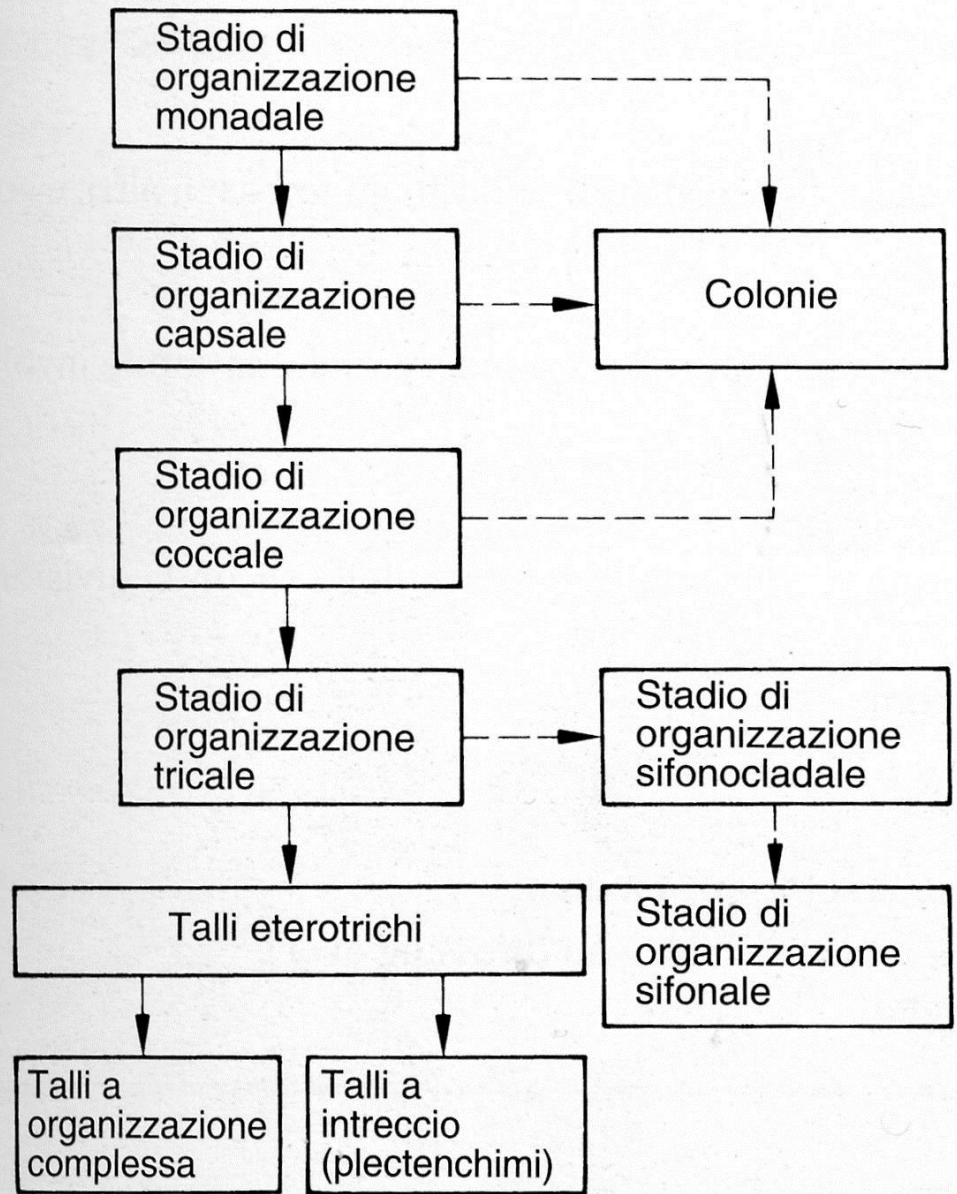 Stadio di
organizzazione
monadale
Stadio di
organizzazione
capsale
Colonie
Stadio di
organizzazione
coccale
Stadio di
organizzazione
tricale
Stadio di
organizzazione
sifonocladale
Talli eterotrichi
Stadio di
organizzazione
sifonale
Talli a
organizzazione
complessa
Talli a
intreccio
(plectenchimi)